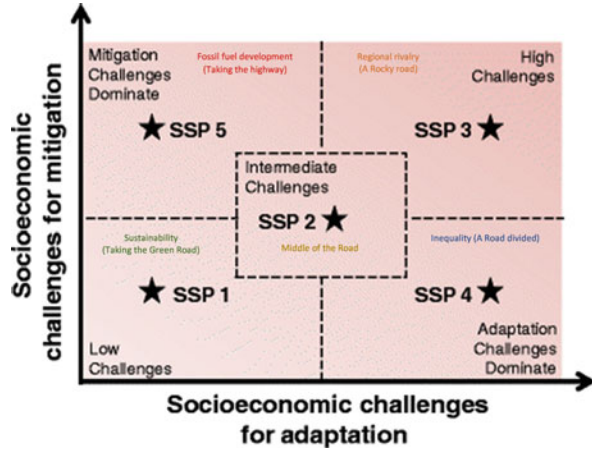 Socioeconomic
challenges for mitigation
Mitigation
Challenges
Dominate
Fossil fuel development
(Taking the highway)
SSP 5
Regional rivalry
(A Rocky road)
High
Challenges
SSP 3
Intermediate
Challenges
SSP 2
Middle of the Road
Sustainability
(Taking the Green Road)
SSP 1
Low
Challenges
Inequality (A Road divided)
SSP 4
Adaptation
Challenges
Dominate
Socioeconomic challenges
for adaptation